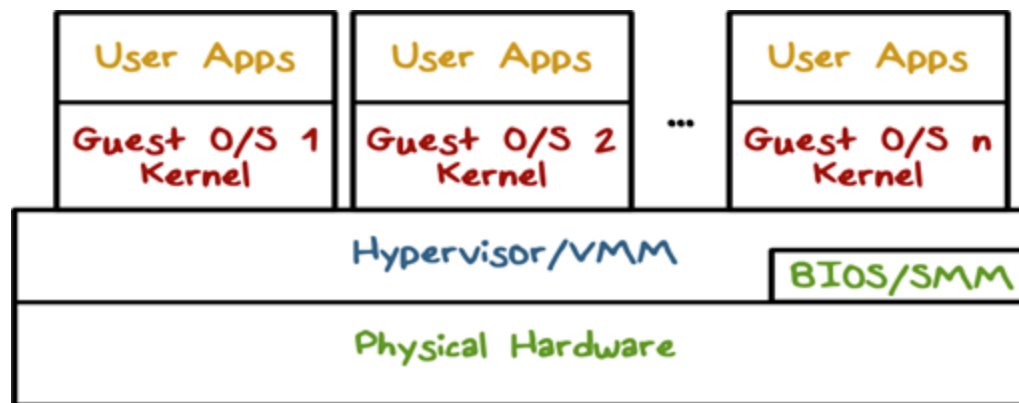 User Apps
User Apps
User Apps
Guest O/S 1
Kernel
Guest O/S 2
Kernel
...
Guest O/S n
Kernel
Hypervisor/VMM
BIOS/SMM
Physical Hardware